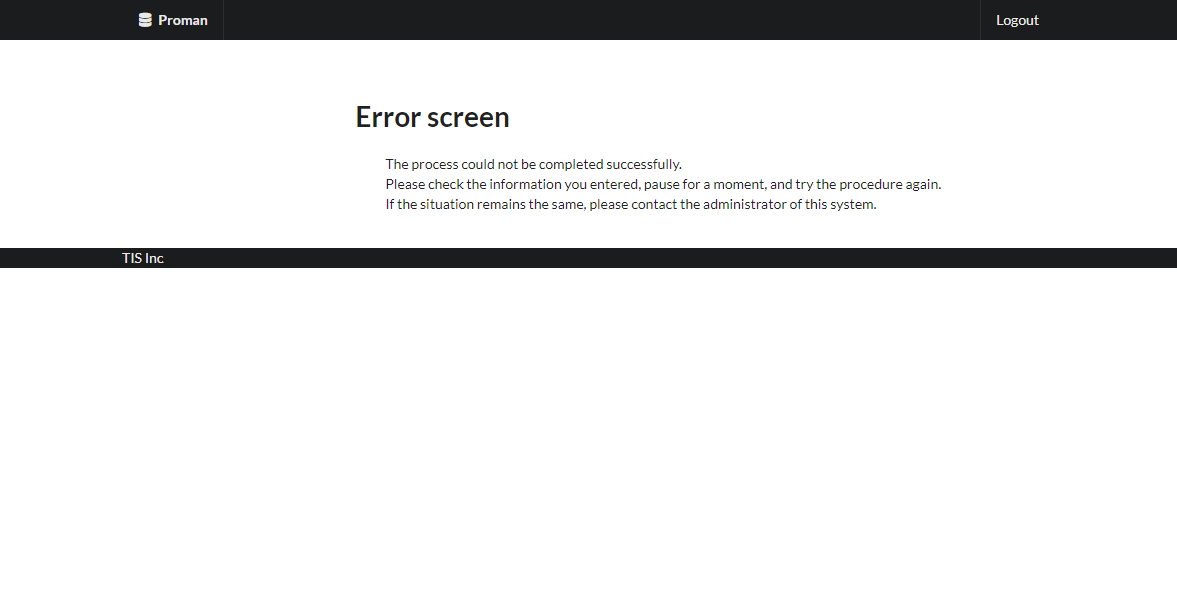 Proman
Logout
Error screen
The process could not be completed successfully.
Please check the information you entered, pause for a moment, and try the procedure again.
If the situation remains the same, please contact the administrator of this system.
TIS Inc